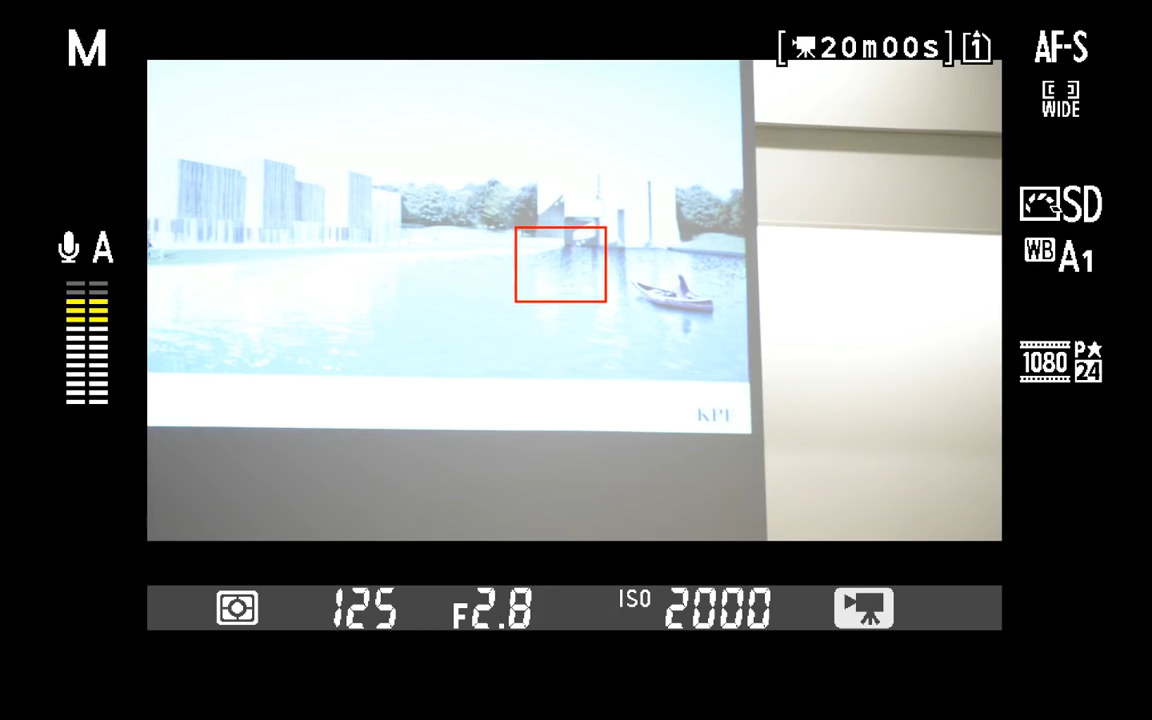 M
[20m00s] 1
AF-S
WIDE
A
SD
WB A1
1080 P★ 24
KPF
125 F2.8 ISO 2000